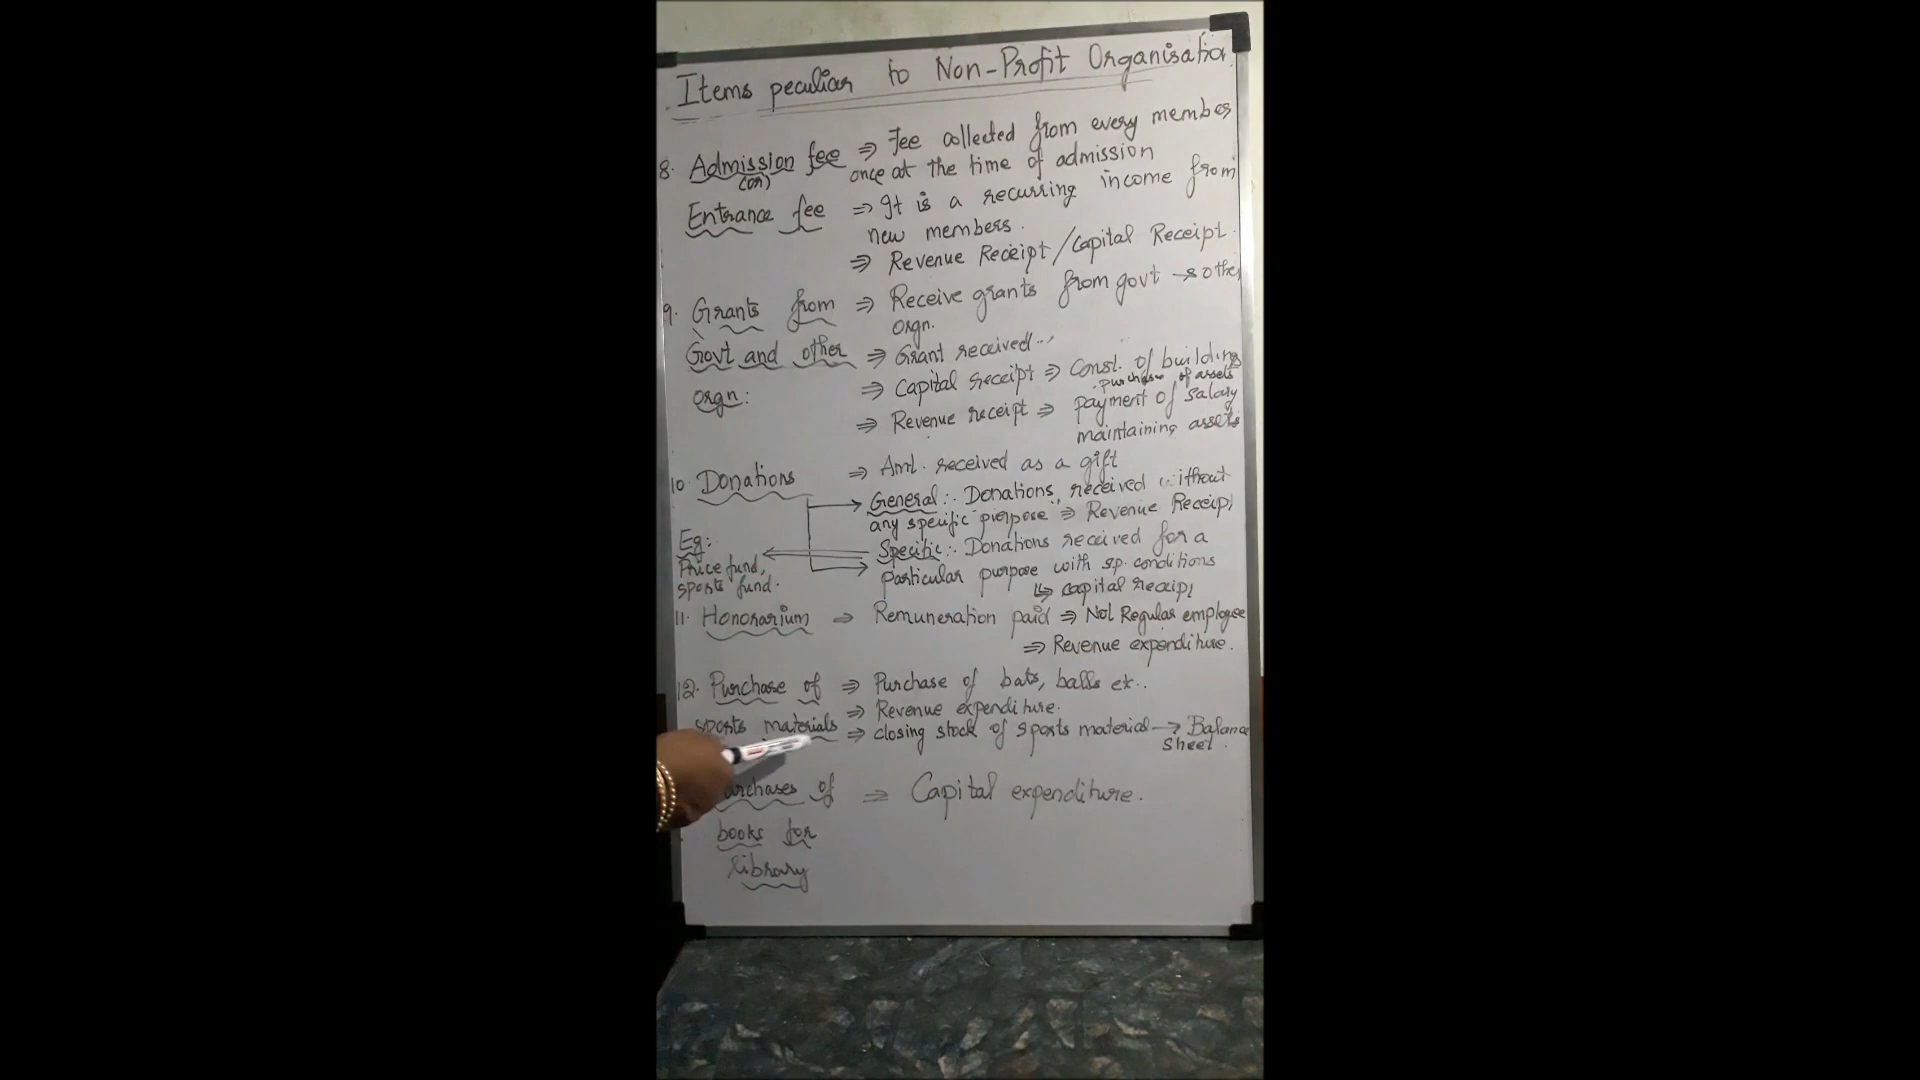 Items peculiar to Non-Profit Organisation
8. Admission fee ⇒ Fee collected from every member
(or) once at the time of admission
Entrance fee ⇒ It is a recurring income from
new members.
⇒ Revenue Receipt/Capital Receipt.
9. Grants from ⇒ Receive grants from govt & other
orgn.
Govt and other ⇒ Grant received..
⇒ Capital receipt ⇒ Const. of building
purchase of assets
orgn: ⇒ Revenue receipt ⇒ payment of salary
maintaining assets
10. Donations ⇒ Amt. received as a gift
General:- Donations received without
any specific purpose ⇒ Revenue Receipt
Eg: Specific:- Donations received for a
Price fund, particular purpose with sp. conditions
sports fund. ↳ capital receipt
11. Honorarium ⇒ Remuneration paid ⇒ Not Regular employee
⇒ Revenue expenditure.
12. Purchase of ⇒ Purchase of bats, balls etc..
⇒ Revenue expenditure.
sports materials ⇒ closing stock of sports material → Balance
Sheet.
urchases of ⇒ Capital expenditure.
books for
library